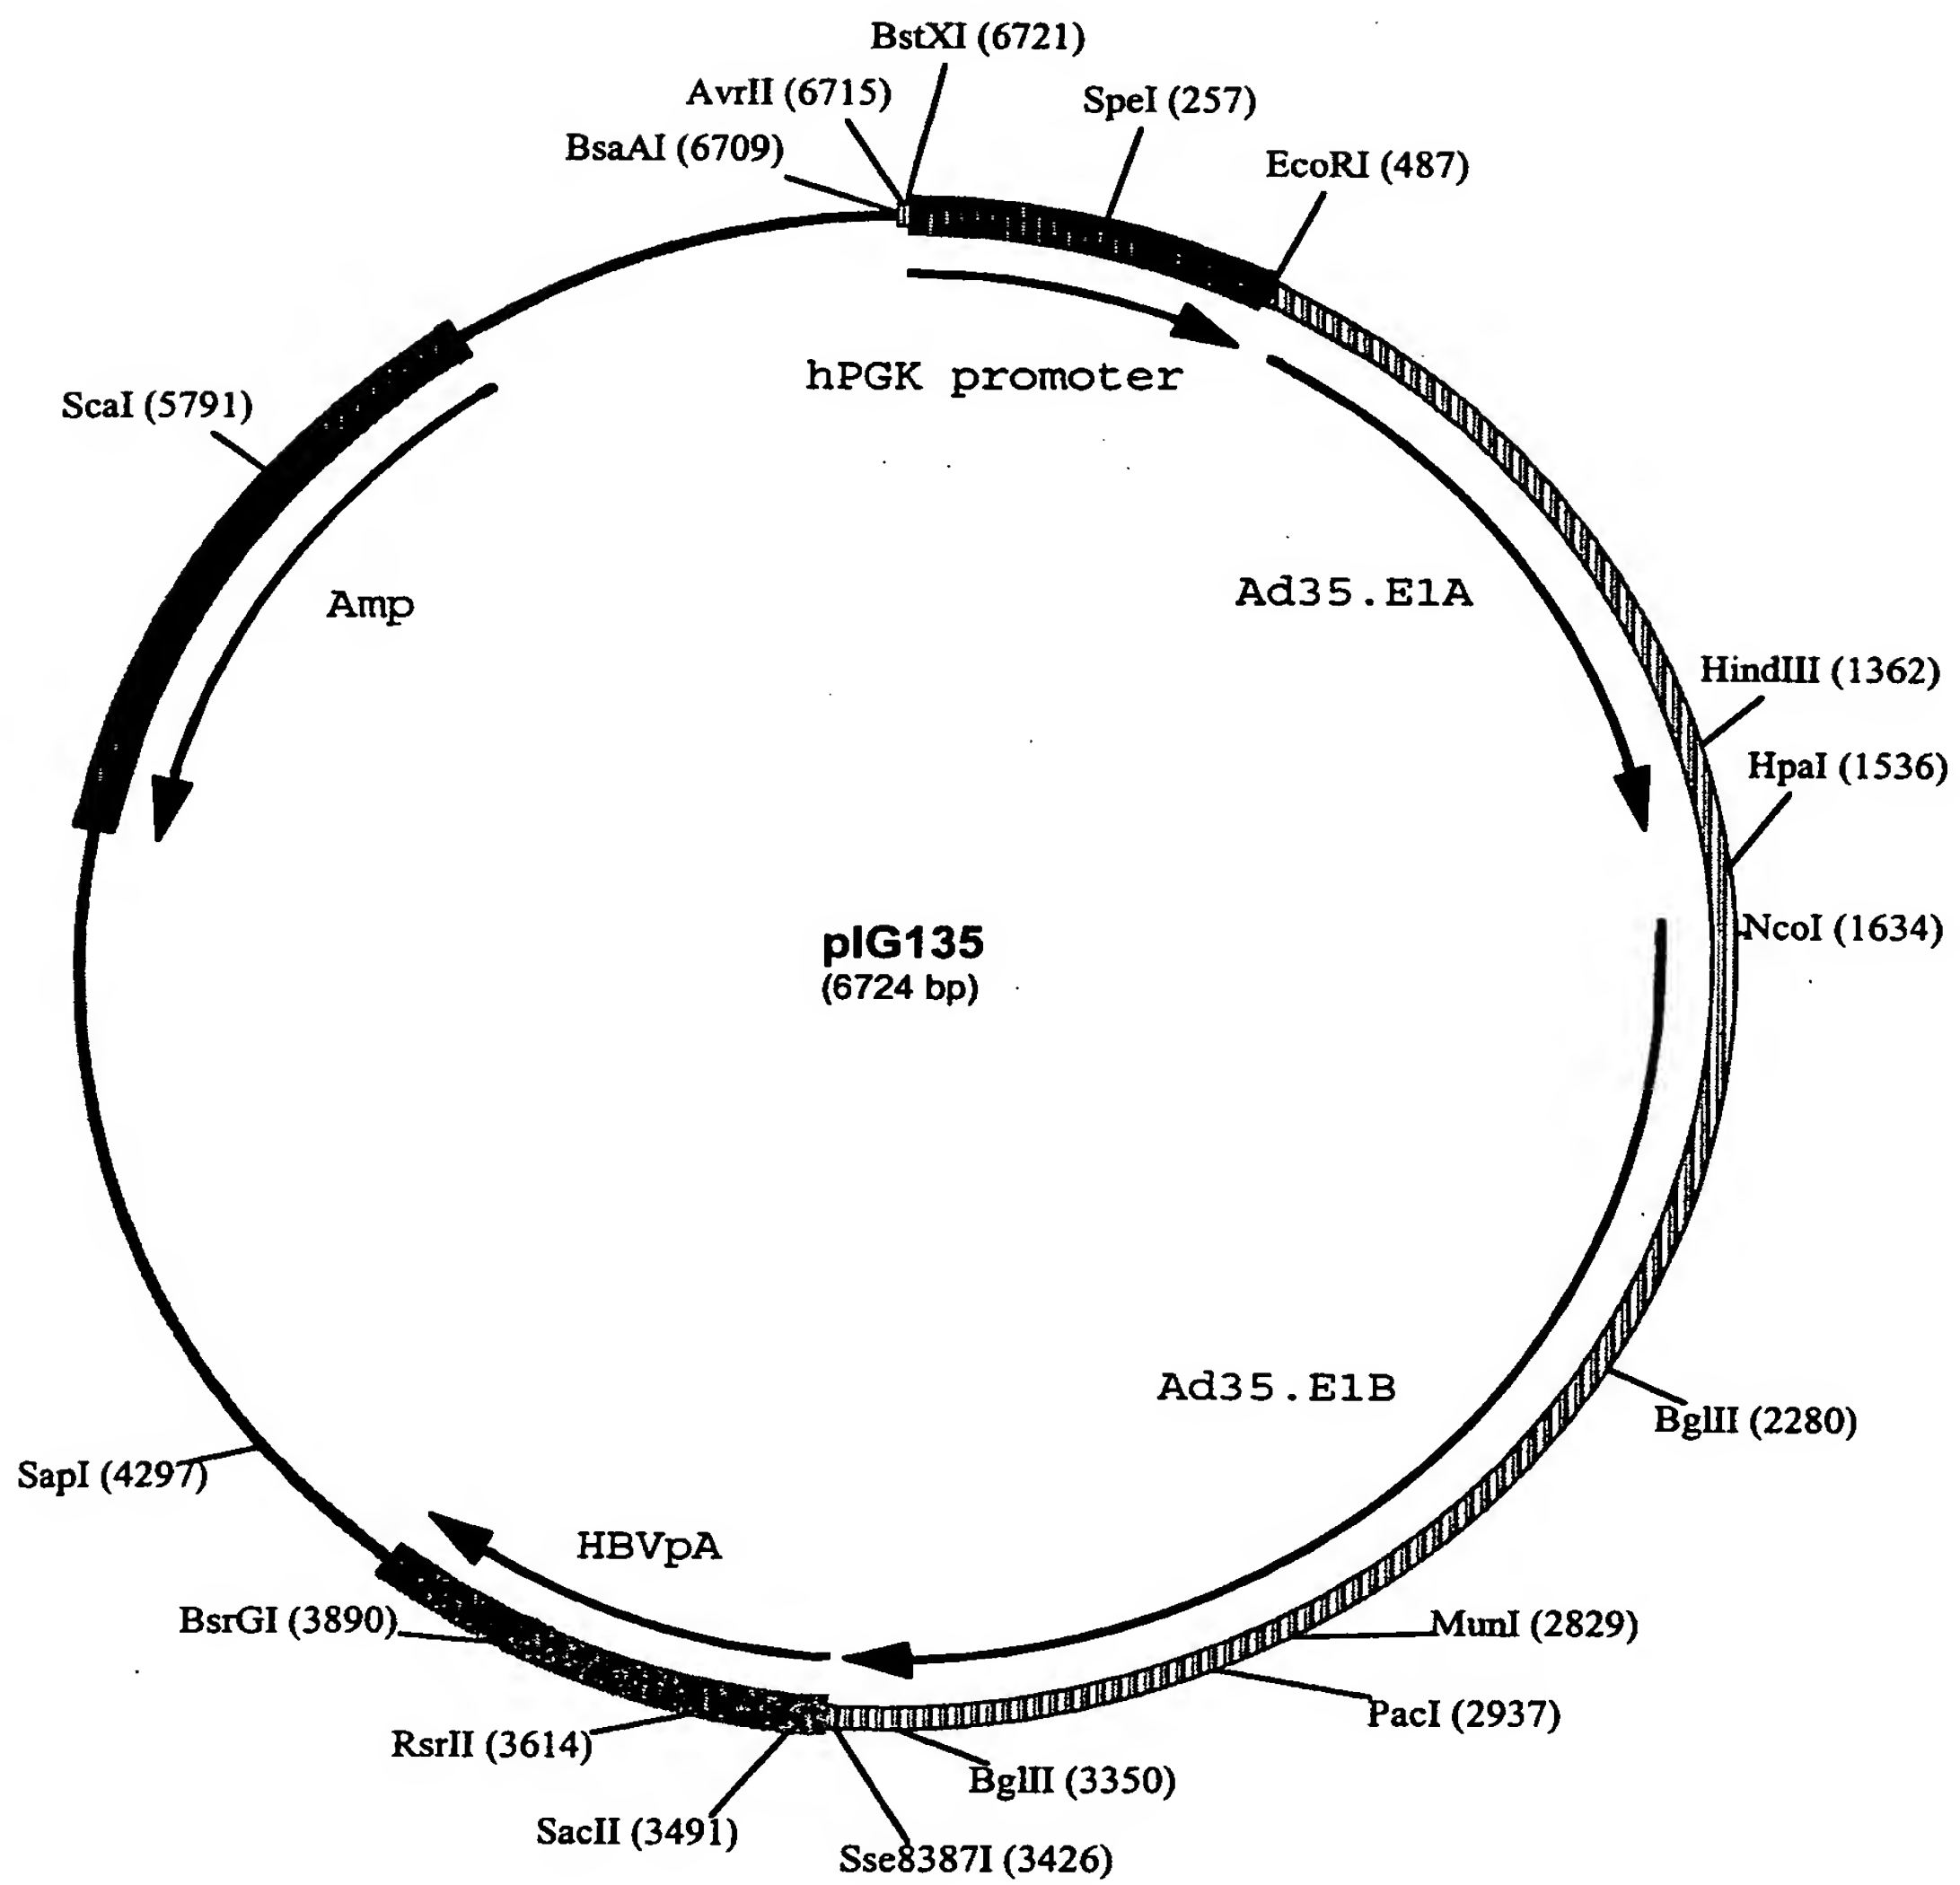 BstXI (6721)
AvrII (6715)
SpeI (257)
BsaAI (6709)
EcoRI (487)
hPGK promoter
ScaI (5791)
Amp
Ad35.E1A
HindIII (1362)
HpaI (1536)
NcoI (1634)
pIG135
(6724 bp)
Ad35.E1B
BglII (2280)
SapI (4297)
HBVpA
BsrGI (3890)
MunI (2829)
PacI (2937)
RsrII (3614)
BglII (3350)
SacII (3491)
Sse8387I (3426)